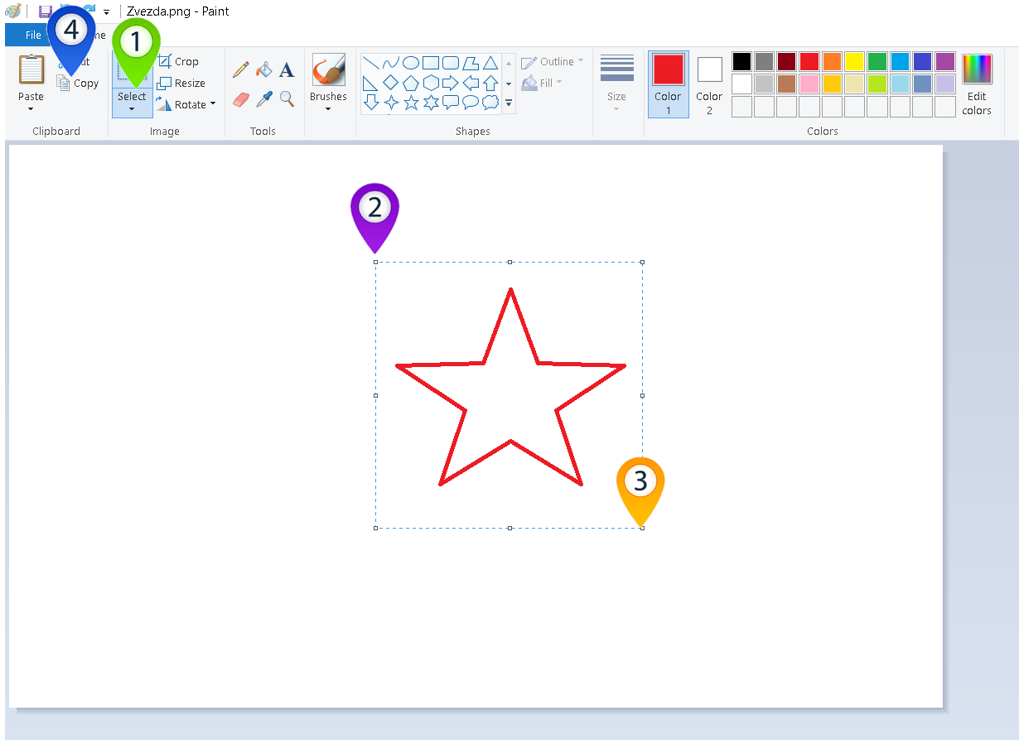 Zvezda.png - Paint
File
4
1
Paste
Copy
Clipboard
Select
Crop
Resize
Rotate
Image
A
Tools
Brushes
Outline
Fill
Shapes
Size
Color
1
Color
2
Edit
colors
Colors
2
3